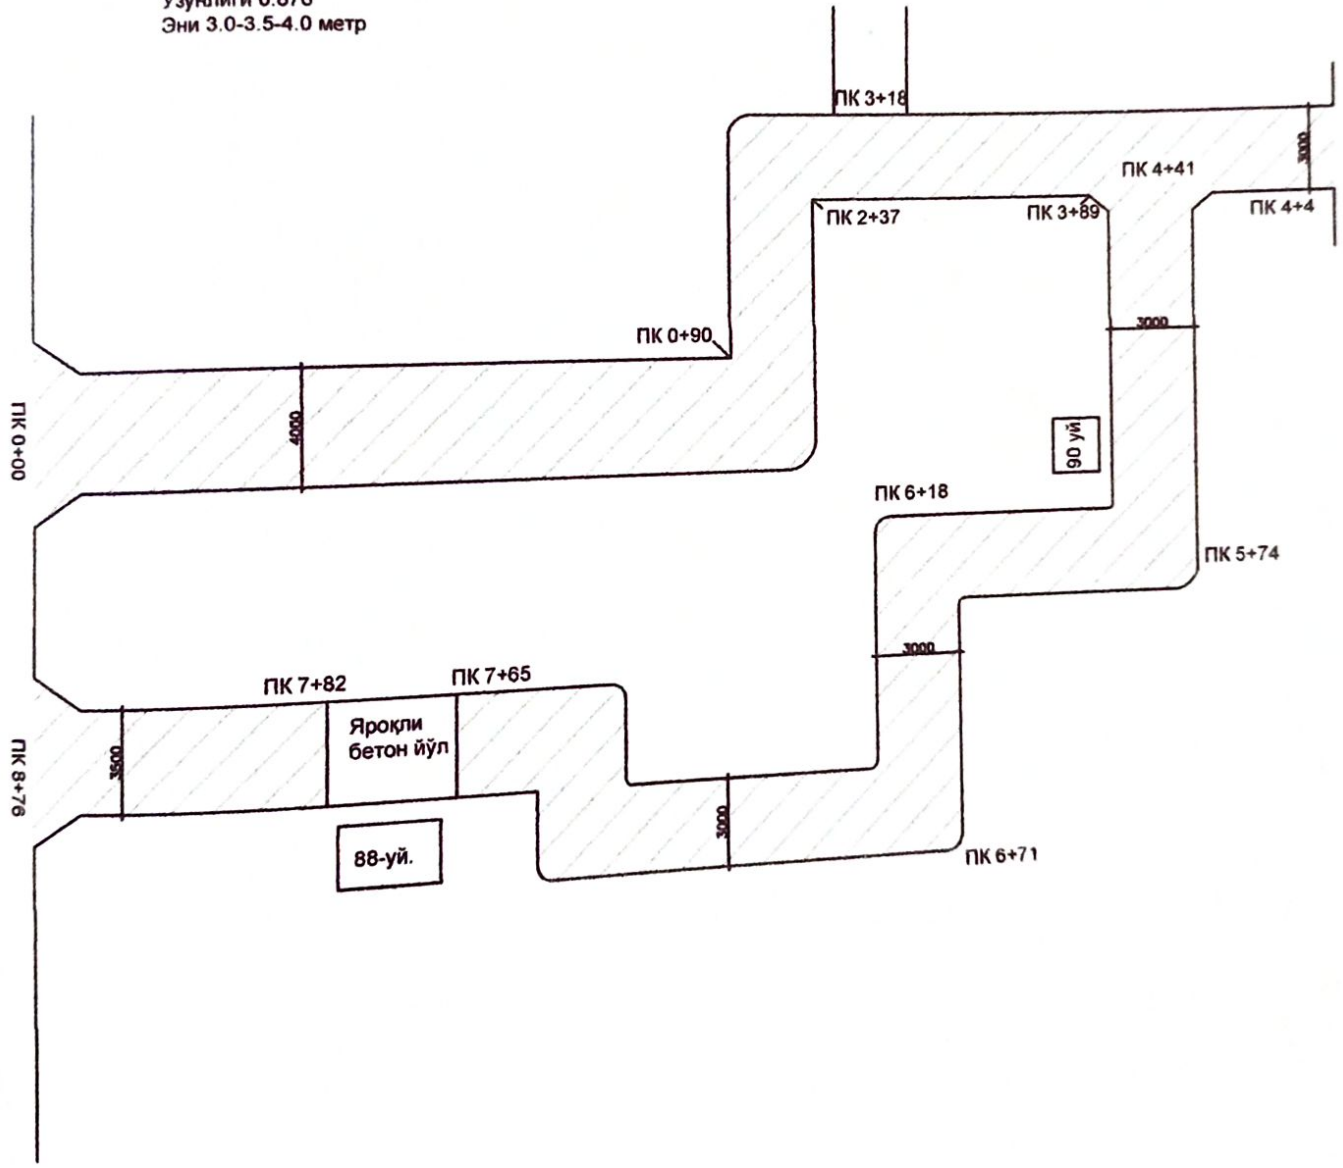 Узунлиги 0.876
Эни 3.0-3.5-4.0 метр
ПК 3+18
3000
ПК 4+41
ПК 2+37
ПК 3+89
ПК 4+4
3000
ПК 0+90
ПК 0+00
4000
90 уй
ПК 6+18
ПК 5+74
3000
ПК 7+82
ПК 7+65
Яроқли
бетон йўл
ПК 8+76
3500
3000
88-уй.
ПК 6+71